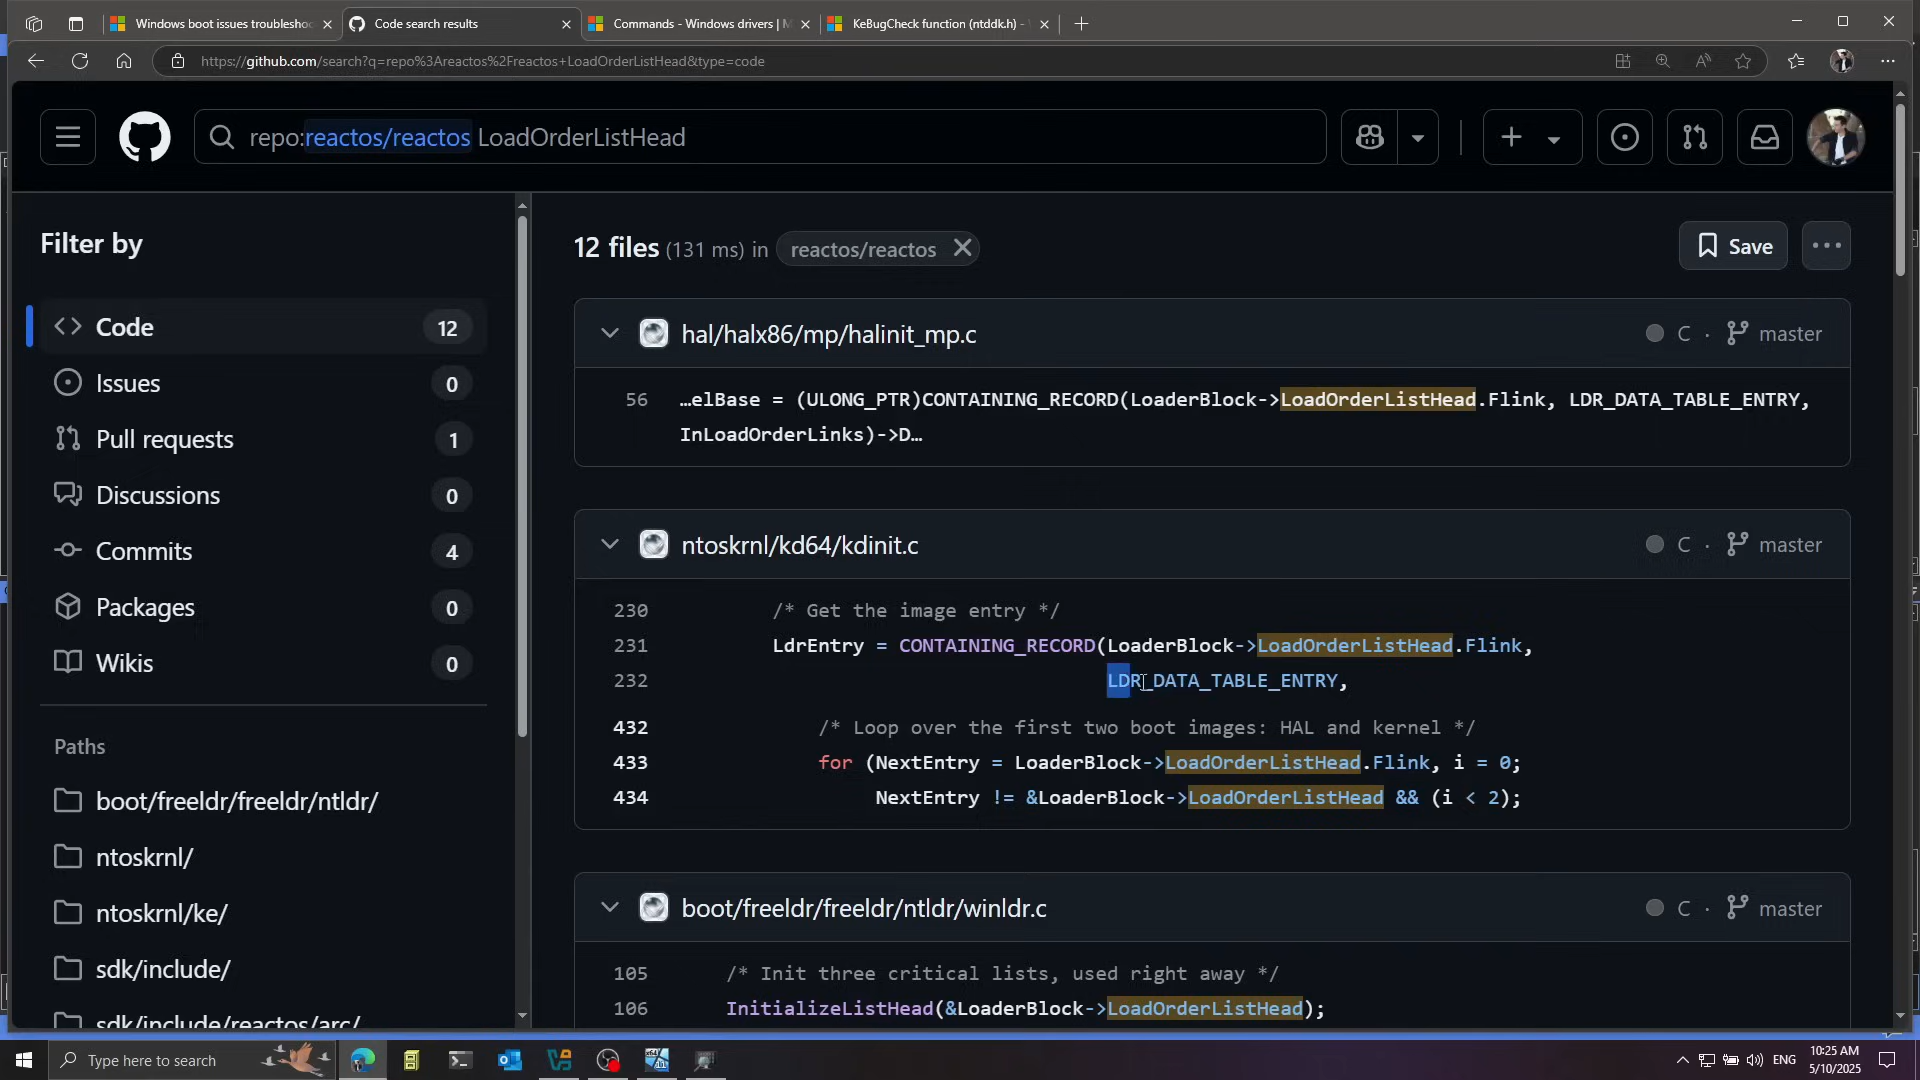 Windows boot issues troublesho
Code search results
Commands - Windows drivers | M
KeBugCheck function (ntddk.h) -
https://github.com/search?q=repo%3Areactos%2Freactos+LoadOrderListHead&type=code
repo:reactos/reactos LoadOrderListHead
Filter by
Code 12
Issues 0
Pull requests 1
Discussions 0
Commits 4
Packages 0
Wikis 0
Paths
boot/freeldr/freeldr/ntldr/
ntoskrnl/
ntoskrnl/ke/
sdk/include/
sdk/include/reactos/arc/
12 files (131 ms) in reactos/reactos
Save
hal/halx86/mp/halinit_mp.c C · master
56 …elBase = (ULONG_PTR)CONTAINING_RECORD(LoaderBlock->LoadOrderListHead.Flink, LDR_DATA_TABLE_ENTRY,
InLoadOrderLinks)->D…
ntoskrnl/kd64/kdinit.c C · master
230 /* Get the image entry */
231 LdrEntry = CONTAINING_RECORD(LoaderBlock->LoadOrderListHead.Flink,
232 LDR_DATA_TABLE_ENTRY,
432 /* Loop over the first two boot images: HAL and kernel */
433 for (NextEntry = LoaderBlock->LoadOrderListHead.Flink, i = 0;
434 NextEntry != &LoaderBlock->LoadOrderListHead && (i < 2);
boot/freeldr/freeldr/ntldr/winldr.c C · master
105 /* Init three critical lists, used right away */
106 InitializeListHead(&LoaderBlock->LoadOrderListHead);
Type here to search
ENG
10:25 AM
5/10/2025